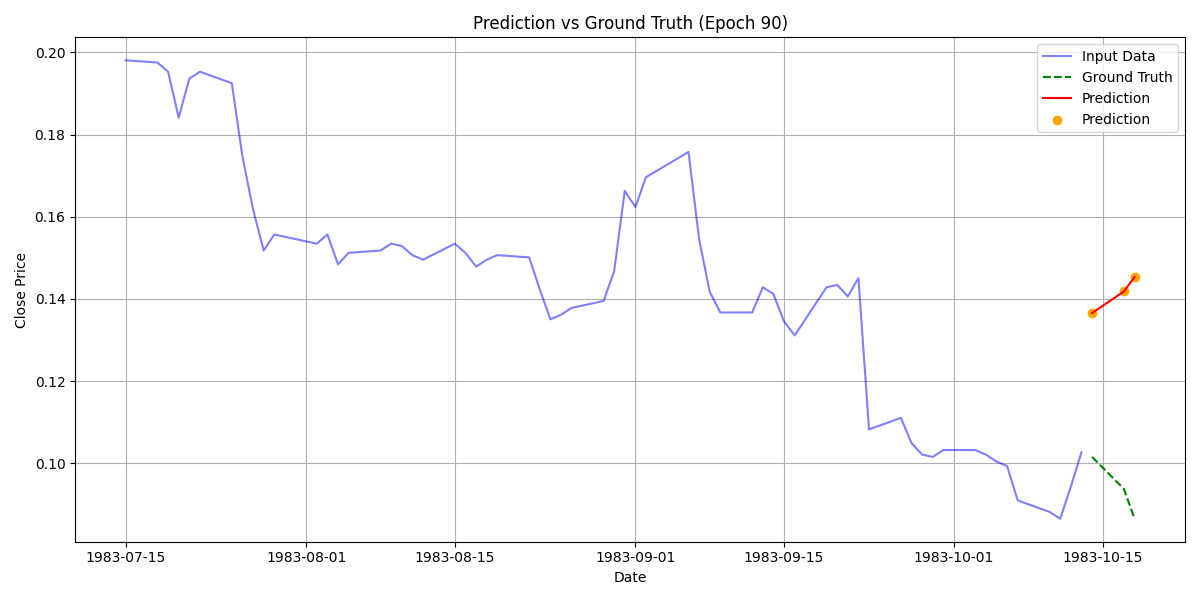 Prediction vs Ground Truth (Epoch 90)
Input Data
Ground Truth
Prediction
Prediction
Close Price
0.20
0.18
0.16
0.14
0.12
0.10
1983-07-15
1983-08-01
1983-08-15
1983-09-01
1983-09-15
1983-10-01
1983-10-15
Date